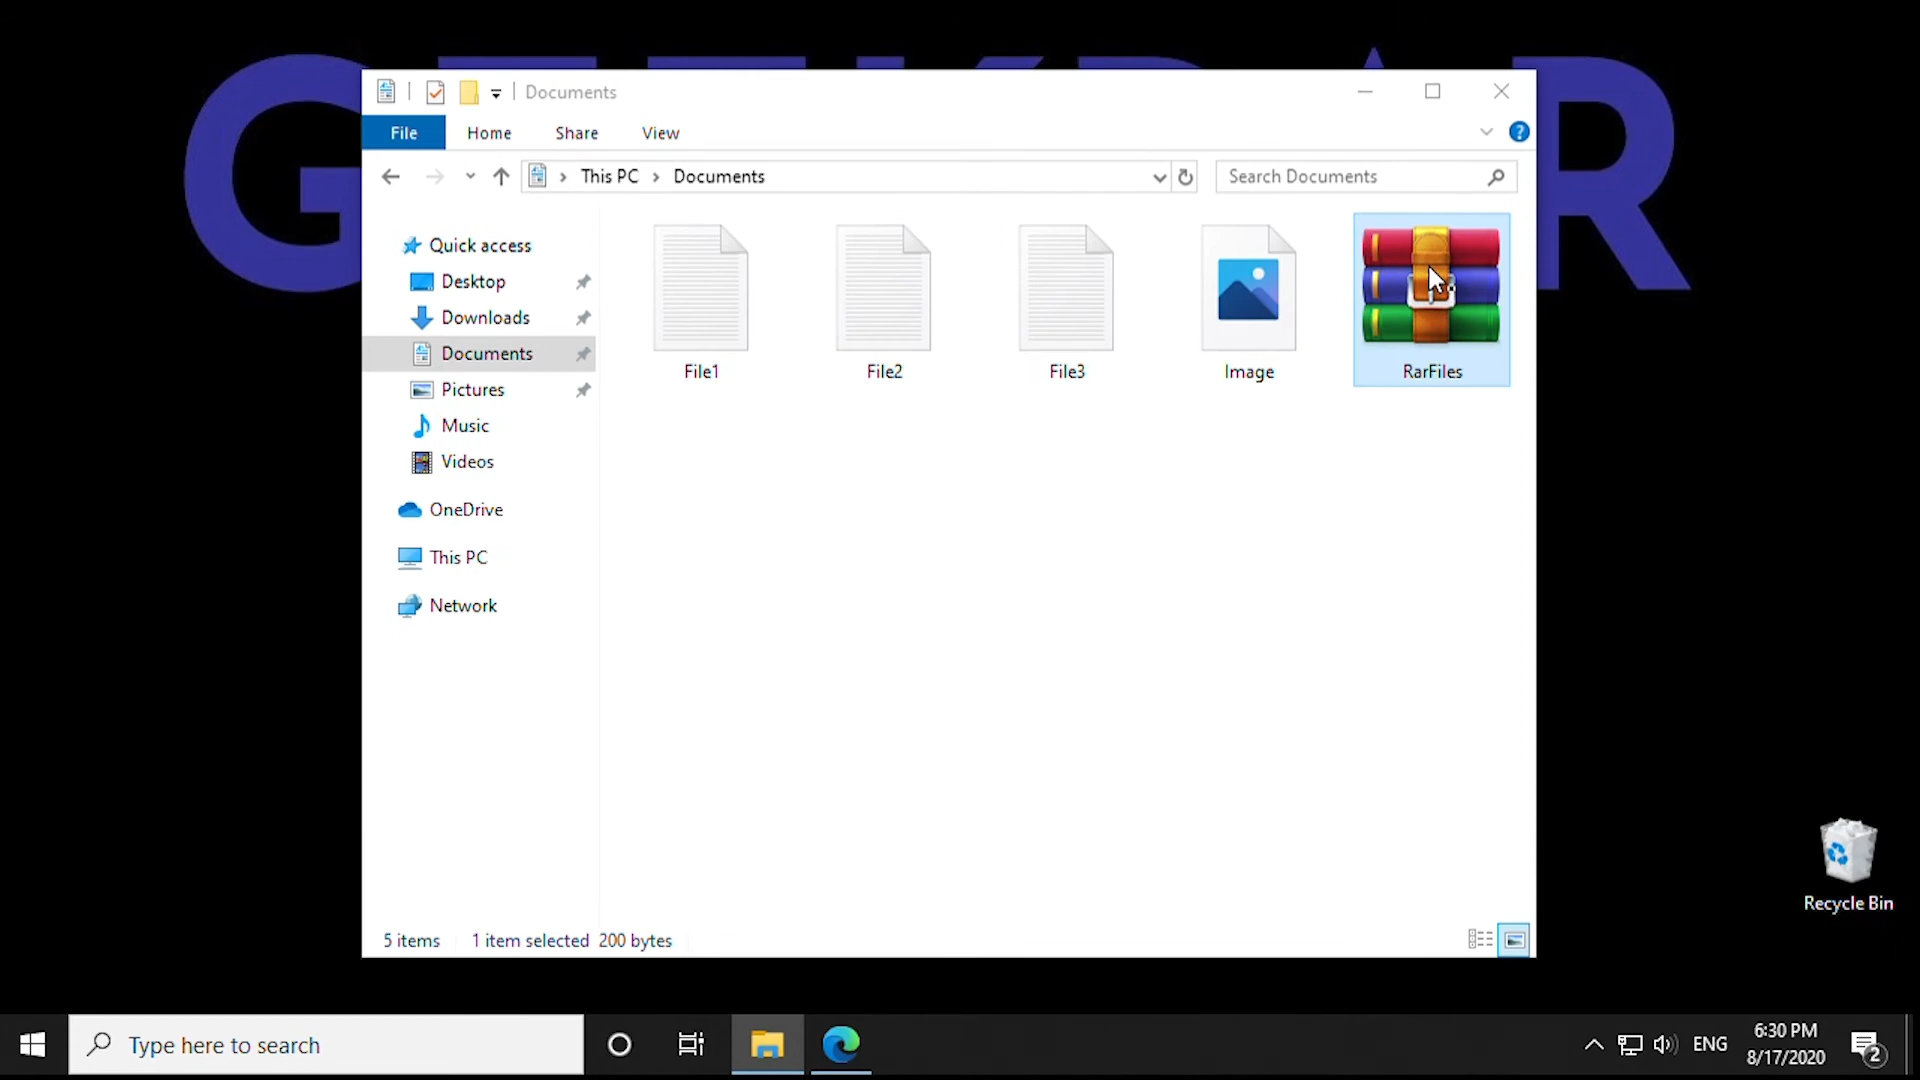 Documents
File Home Share View
This PC Documents
Search Documents
Quick access
Desktop
Downloads
Documents
Pictures
Music
Videos
OneDrive
This PC
Network
File1
File2
File3
Image
RarFiles
5 items 1 item selected 200 bytes
Recycle Bin
Type here to search
ENG
6:30 PM
8/17/2020
2